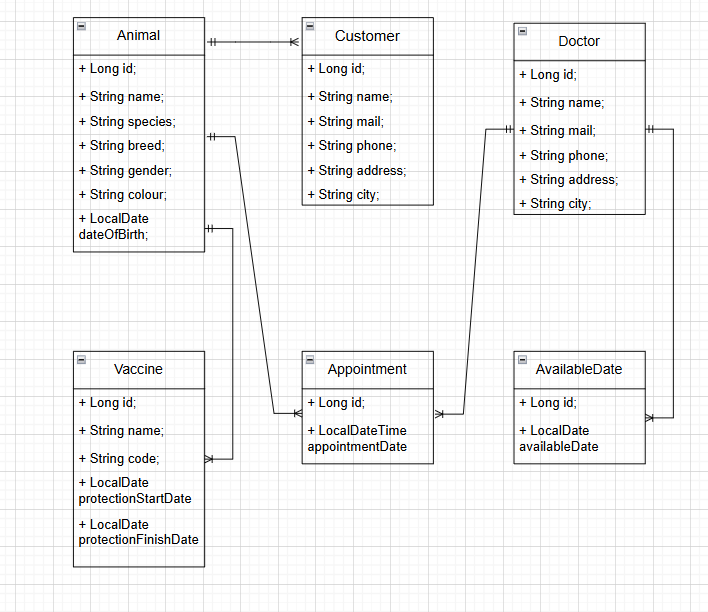 Animal
+ Long id;
+ String name;
+ String species;
+ String breed;
+ String gender;
+ String colour;
+ LocalDate
dateOfBirth;
Customer
+ Long id;
+ String name;
+ String mail;
+ String phone;
+ String address;
+ String city;
Doctor
+ Long id;
+ String name;
+ String mail;
+ String phone;
+ String address;
+ String city;
Vaccine
+ Long id;
+ String name;
+ String code;
+ LocalDate
protectionStartDate
+ LocalDate
protectionFinishDate
Appointment
+ Long id;
+ LocalDateTime
appointmentDate
AvailableDate
+ Long id;
+ LocalDate
availableDate